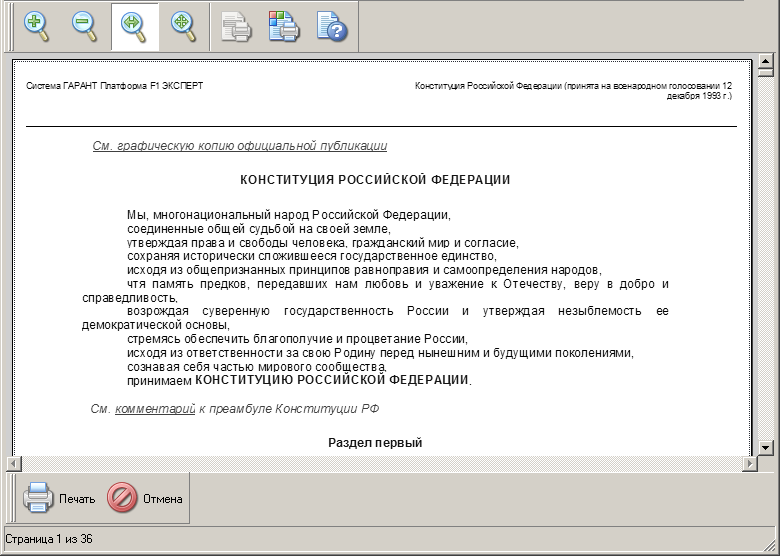 Система ГАРАНТ Платформа F1 ЭКСПЕРТ
Конституция Российской Федерации (принята на всенародном голосовании 12
декабря 1993 г.)
См. графическую копию официальной публикации
КОНСТИТУЦИЯ РОССИЙСКОЙ ФЕДЕРАЦИИ
Мы, многонациональный народ Российской Федерации,
соединенные общей судьбой на своей земле,
утверждая права и свободы человека, гражданский мир и согласие,
сохраняя исторически сложившееся государственное единство,
исходя из общепризнанных принципов равноправия и самоопределения народов,
чтя память предков, передавших нам любовь и уважение к Отечеству, веру в добро и
справедливость,
возрождая суверенную государственность России и утверждая незыблемость ее
демократической основы,
стремясь обеспечить благополучие и процветание России,
исходя из ответственности за свою Родину перед нынешним и будущими поколениями,
сознавая себя частью мирового сообщества,
принимаем КОНСТИТУЦИЮ РОССИЙСКОЙ ФЕДЕРАЦИИ.
См. комментарий к преамбуле Конституции РФ
Раздел первый
Печать
Отмена
Страница 1 из 36